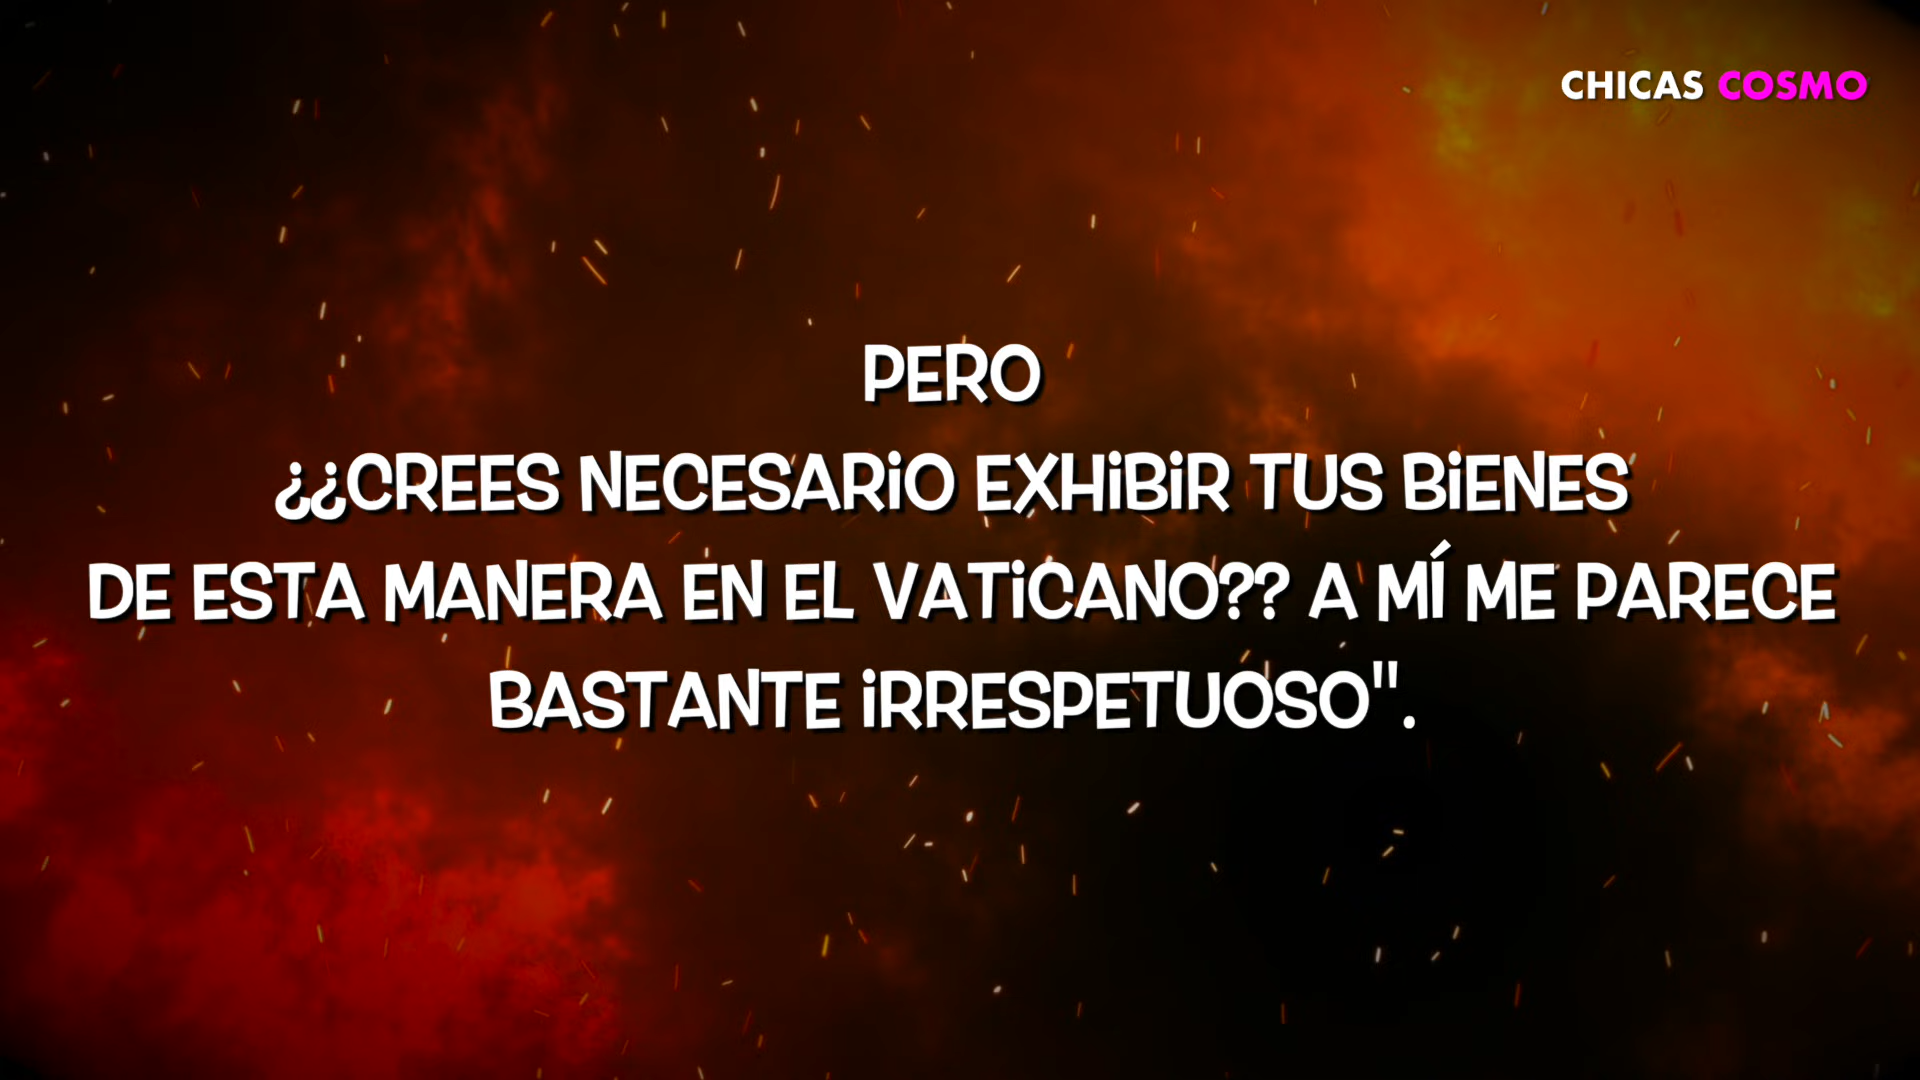 CHICAS COSMO
PERO
¿¿CREES NECESARiO EXHiBiR TUS BiENES
DE ESTA MANERA EN EL VATiCANO?? A MÍ ME PARECE
BASTANTE iRRESPETUOSO".